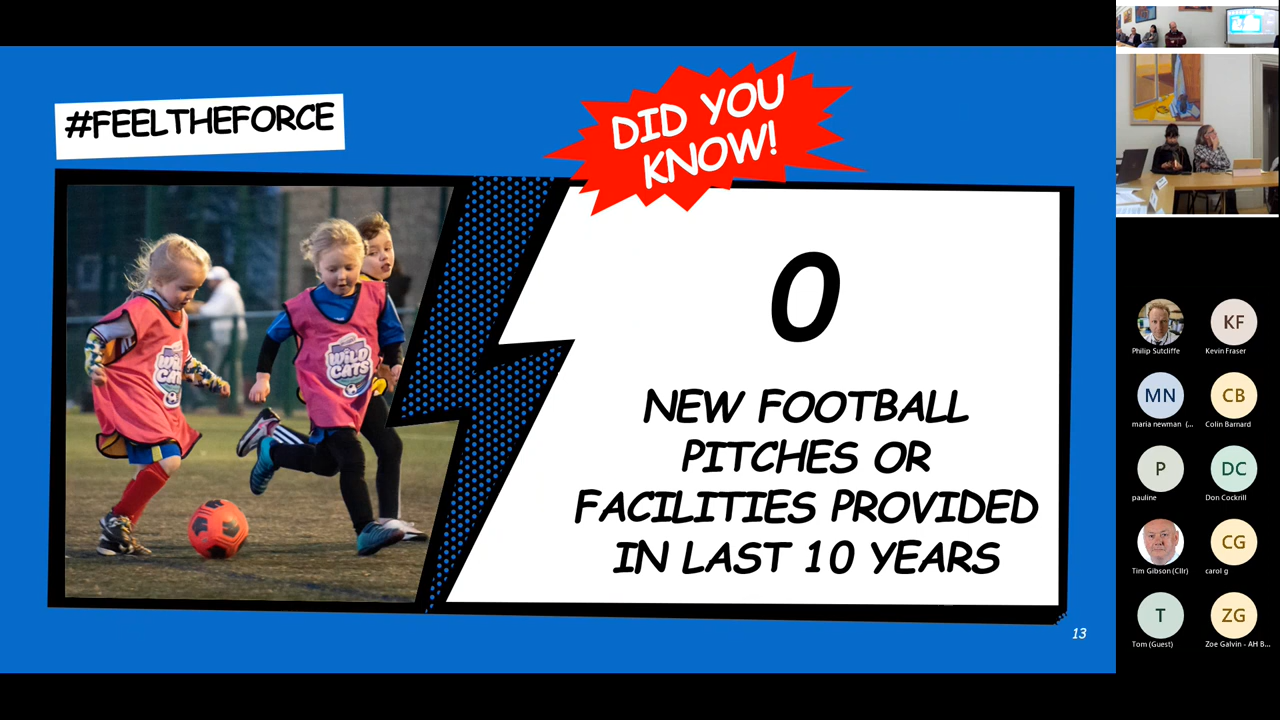 #FEELTHEFORCE
DID YOU
KNOW!
WILD
CATS
WILD
CATS
0
NEW FOOTBALL
PITCHES OR
FACILITIES PROVIDED
IN LAST 10 YEARS
13
Philip Sutcliffe
KF
Kevin Fraser
MN
maria newman (...
CB
Colin Barnard
P
pauline
DC
Don Cockrill
Tim Gibson (Cllr)
CG
carol g
T
Tom (Guest)
ZG
Zoe Galvin - AH B...